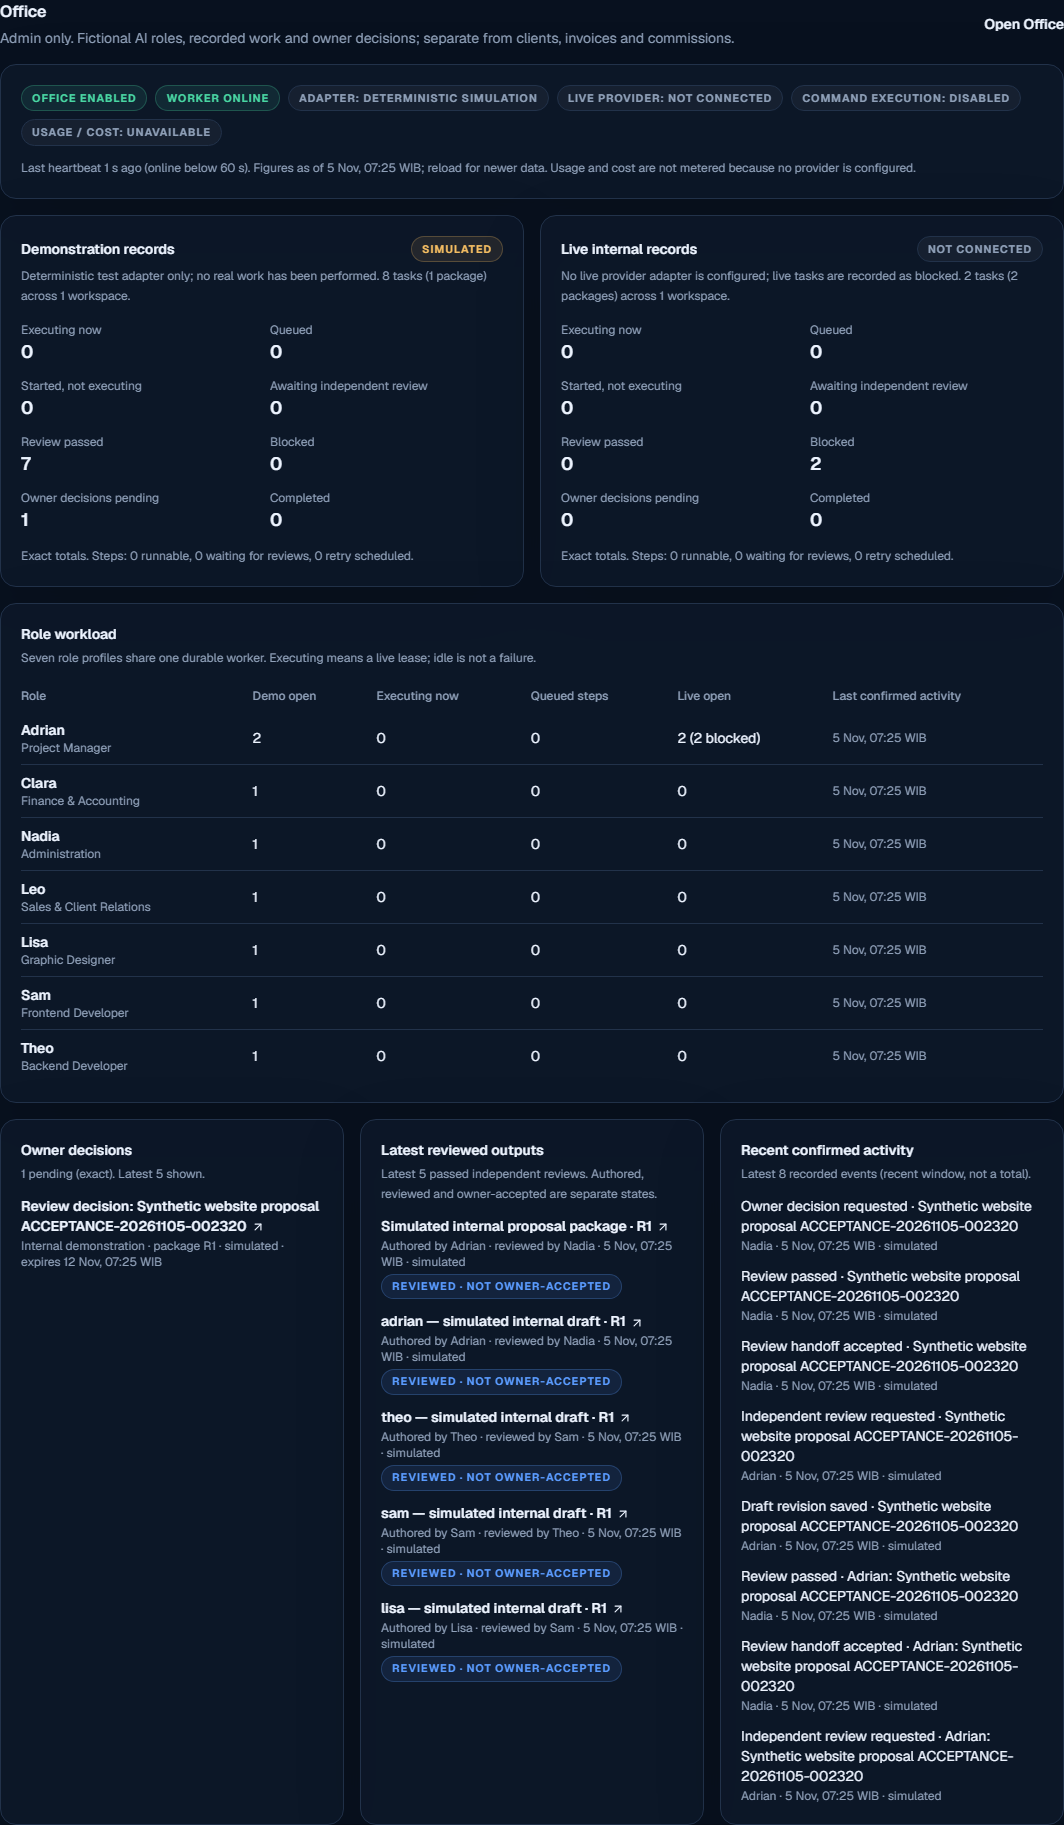 Office
Admin only. Fictional AI roles, recorded work and owner decisions; separate from clients, invoices and commissions.
Open Office
OFFICE ENABLED
WORKER ONLINE
ADAPTER: DETERMINISTIC SIMULATION
LIVE PROVIDER: NOT CONNECTED
COMMAND EXECUTION: DISABLED
USAGE / COST: UNAVAILABLE
Last heartbeat 1 s ago (online below 60 s). Figures as of 5 Nov, 07:25 WIB; reload for newer data. Usage and cost are not metered because no provider is configured.
Demonstration records
SIMULATED
Deterministic test adapter only; no real work has been performed. 8 tasks (1 package)
across 1 workspace.
Executing now
Queued
0
0
Started, not executing
Awaiting independent review
0
0
Review passed
Blocked
7
0
Owner decisions pending
Completed
1
0
Exact totals. Steps: 0 runnable, 0 waiting for reviews, 0 retry scheduled.
Live internal records
NOT CONNECTED
No live provider adapter is configured; live tasks are recorded as blocked. 2 tasks (2
packages) across 1 workspace.
Executing now
Queued
0
0
Started, not executing
Awaiting independent review
0
0
Review passed
Blocked
0
2
Owner decisions pending
Completed
0
0
Exact totals. Steps: 0 runnable, 0 waiting for reviews, 0 retry scheduled.
Role workload
Seven role profiles share one durable worker. Executing means a live lease; idle is not a failure.
Role Demo open Executing now Queued steps Live open Last confirmed activity
Adrian
Project Manager
2 0 0 2 (2 blocked) 5 Nov, 07:25 WIB
Clara
Finance & Accounting
1 0 0 0 5 Nov, 07:25 WIB
Nadia
Administration
1 0 0 0 5 Nov, 07:25 WIB
Leo
Sales & Client Relations
1 0 0 0 5 Nov, 07:25 WIB
Lisa
Graphic Designer
1 0 0 0 5 Nov, 07:25 WIB
Sam
Frontend Developer
1 0 0 0 5 Nov, 07:25 WIB
Theo
Backend Developer
1 0 0 0 5 Nov, 07:25 WIB
Owner decisions
1 pending (exact). Latest 5 shown.
Review decision: Synthetic website proposal
ACCEPTANCE-20261105-002320 ↗
Internal demonstration · package R1 · simulated ·
expires 12 Nov, 07:25 WIB
Latest reviewed outputs
Latest 5 passed independent reviews. Authored,
reviewed and owner-accepted are separate states.
Simulated internal proposal package · R1 ↗
Authored by Adrian · reviewed by Nadia · 5 Nov, 07:25
WIB · simulated
REVIEWED · NOT OWNER-ACCEPTED
adrian — simulated internal draft · R1 ↗
Authored by Adrian · reviewed by Nadia · 5 Nov, 07:25
WIB · simulated
REVIEWED · NOT OWNER-ACCEPTED
theo — simulated internal draft · R1 ↗
Authored by Theo · reviewed by Sam · 5 Nov, 07:25 WIB
· simulated
REVIEWED · NOT OWNER-ACCEPTED
sam — simulated internal draft · R1 ↗
Authored by Sam · reviewed by Theo · 5 Nov, 07:25 WIB
· simulated
REVIEWED · NOT OWNER-ACCEPTED
lisa — simulated internal draft · R1 ↗
Authored by Lisa · reviewed by Sam · 5 Nov, 07:25 WIB ·
simulated
REVIEWED · NOT OWNER-ACCEPTED
Recent confirmed activity
Latest 8 recorded events (recent window, not a total).
Owner decision requested · Synthetic website
proposal ACCEPTANCE-20261105-002320
Nadia · 5 Nov, 07:25 WIB · simulated
Review passed · Synthetic website proposal
ACCEPTANCE-20261105-002320
Nadia · 5 Nov, 07:25 WIB · simulated
Review handoff accepted · Synthetic website
proposal ACCEPTANCE-20261105-002320
Nadia · 5 Nov, 07:25 WIB · simulated
Independent review requested · Synthetic
website proposal ACCEPTANCE-20261105-
002320
Adrian · 5 Nov, 07:25 WIB · simulated
Draft revision saved · Synthetic website
proposal ACCEPTANCE-20261105-002320
Adrian · 5 Nov, 07:25 WIB · simulated
Review passed · Adrian: Synthetic website
proposal ACCEPTANCE-20261105-002320
Nadia · 5 Nov, 07:25 WIB · simulated
Review handoff accepted · Adrian: Synthetic
website proposal ACCEPTANCE-20261105-
002320
Nadia · 5 Nov, 07:25 WIB · simulated
Independent review requested · Adrian:
Synthetic website proposal ACCEPTANCE-
20261105-002320
Adrian · 5 Nov, 07:25 WIB · simulated